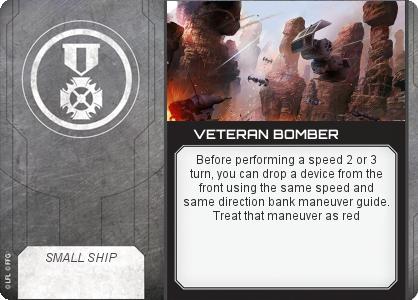 VETERAN BOMBER
Before performing a speed 2 or 3
turn, you can drop a device from the
front using the same speed and
same direction bank maneuver guide.
Treat that maneuver as red
SMALL SHIP
©LFL ©FFG